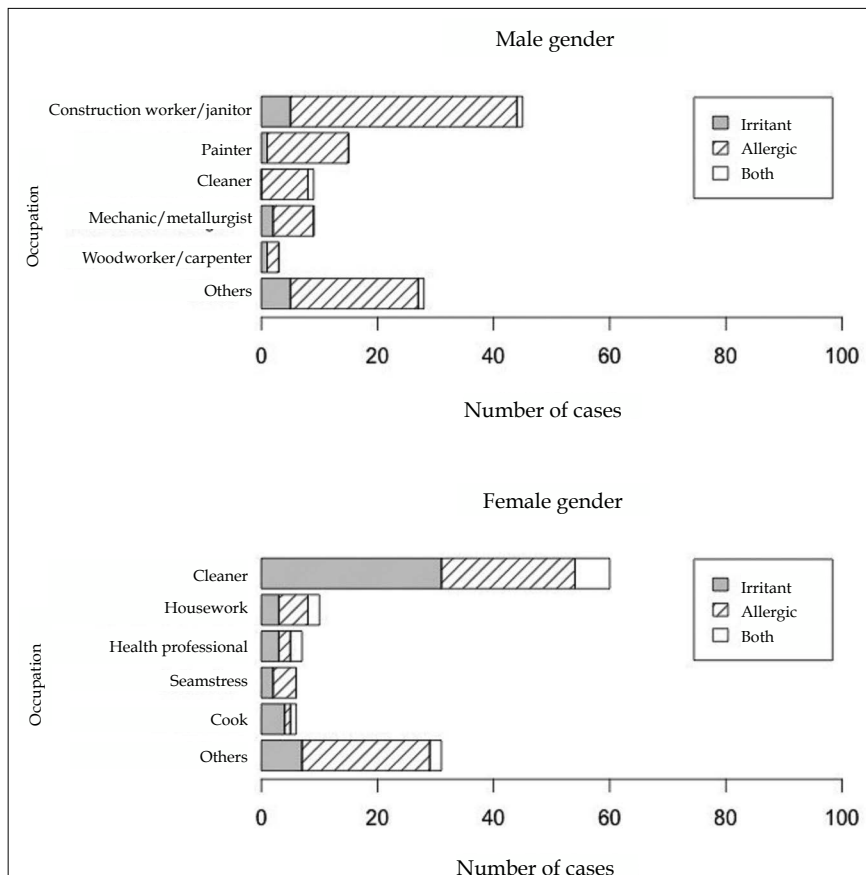 Male gender
Construction worker/janitor
Painter
Cleaner
Mechanic/metallurgist
Woodworker/carpenter
Others
Occupation
Irritant
Allergic
Both
0 20 40 60 80 100
Number of cases
Female gender
Cleaner
Housework
Health professional
Seamstress
Cook
Others
Occupation
Irritant
Allergic
Both
0 20 40 60 80 100
Number of cases